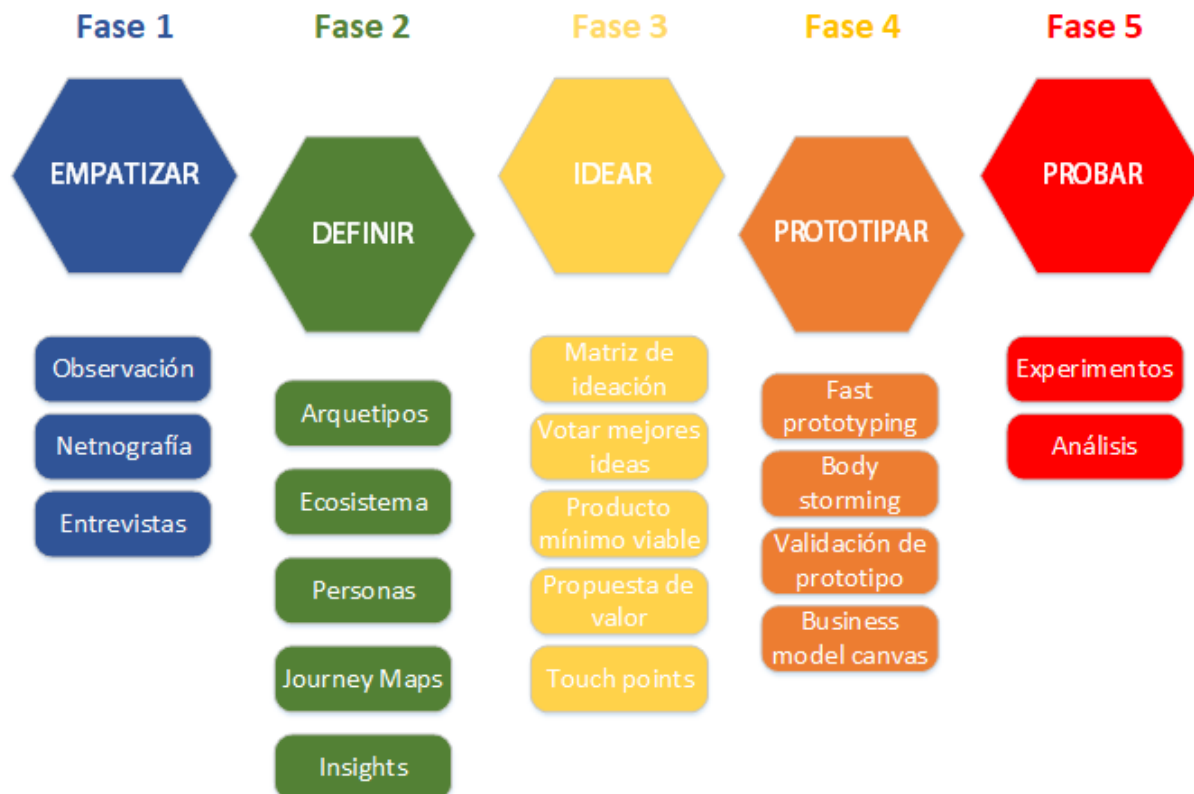 Fase 1
Fase 2
Fase 3
Fase 4
Fase 5
EMPATIZAR
DEFINIR
IDEAR
PROTOTIPAR
PROBAR
Observación
Netnografía
Entrevistas
Arquetipos
Ecosistema
Personas
Journey Maps
Insights
Matriz de
ideación
Votar mejores
ideas
Producto
mínimo viable
Propuesta de
valor
Touch points
Fast
prototyping
Body
storming
Validación de
prototipo
Business
model canvas
Experimentos
Análisis